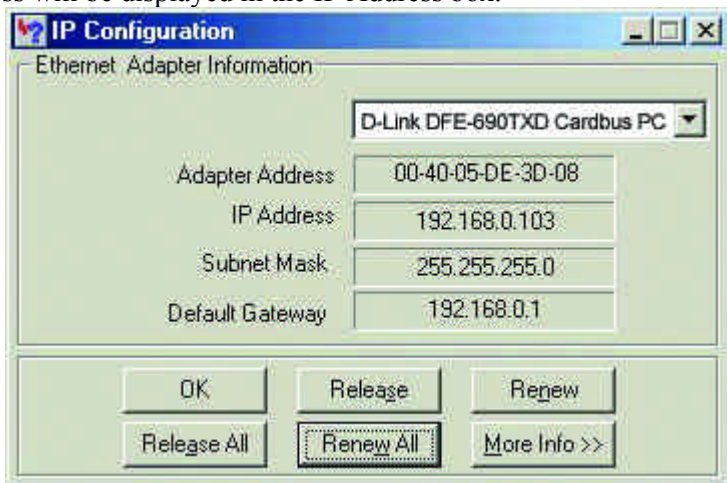 ss will be displayed in the IP Address box.
IP Configuration
Ethernet Adapter Information
D-Link DFE-690TXD Cardbus PC
Adapter Address 00-40-05-DE-3D-08
IP Address 192.168.0.103
Subnet Mask 255.255.255.0
Default Gateway 192.168.0.1
OK Release Renew
Release All Renew All More Info >>